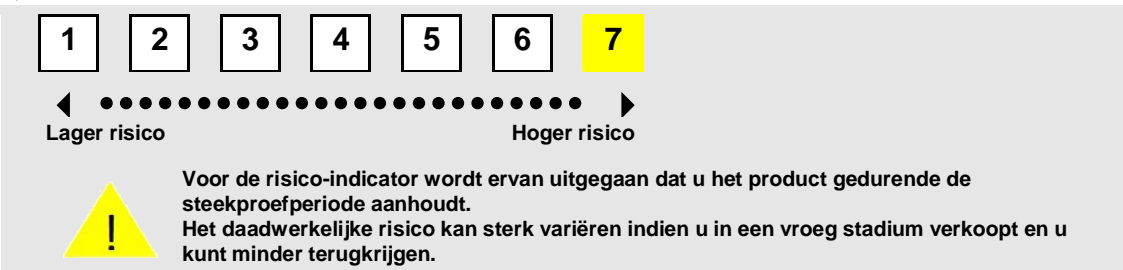 1 2 3 4 5 6 7
Lager risico Hoger risico
Voor de risico-indicator wordt ervan uitgegaan dat u het product gedurende de
steekproefperiode aanhoudt.
Het daadwerkelijke risico kan sterk variëren indien u in een vroeg stadium verkoopt en u
kunt minder terugkrijgen.
!